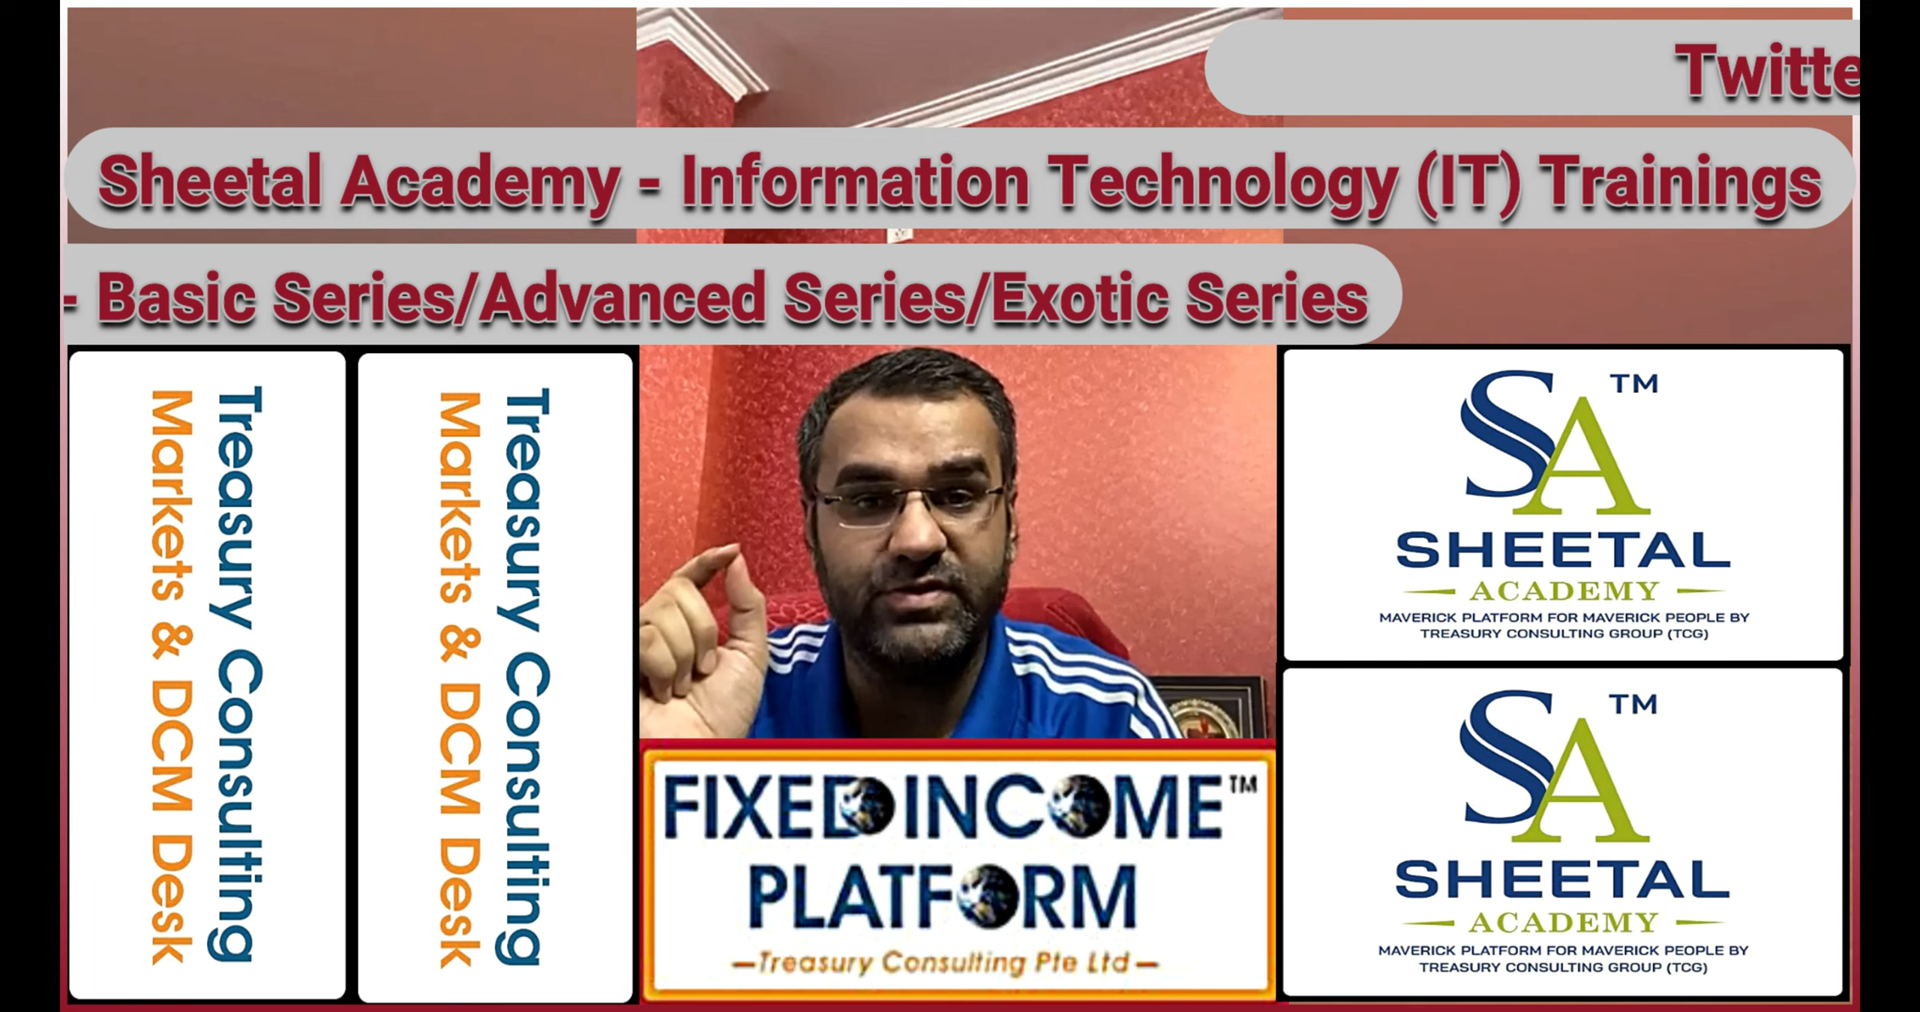 Twitte
Sheetal Academy - Information Technology (IT) Trainings
- Basic Series/Advanced Series/Exotic Series
Treasury Consulting
Markets & DCM Desk
Treasury Consulting
Markets & DCM Desk
SA TM
SHEETAL
ACADEMY
MAVERICK PLATFORM FOR MAVERICK PEOPLE BY
TREASURY CONSULTING GROUP (TCG)
FIXED INCOME TM
PLATFORM
—Treasury Consulting Pte Ltd—
SA TM
SHEETAL
ACADEMY
MAVERICK PLATFORM FOR MAVERICK PEOPLE BY
TREASURY CONSULTING GROUP (TCG)